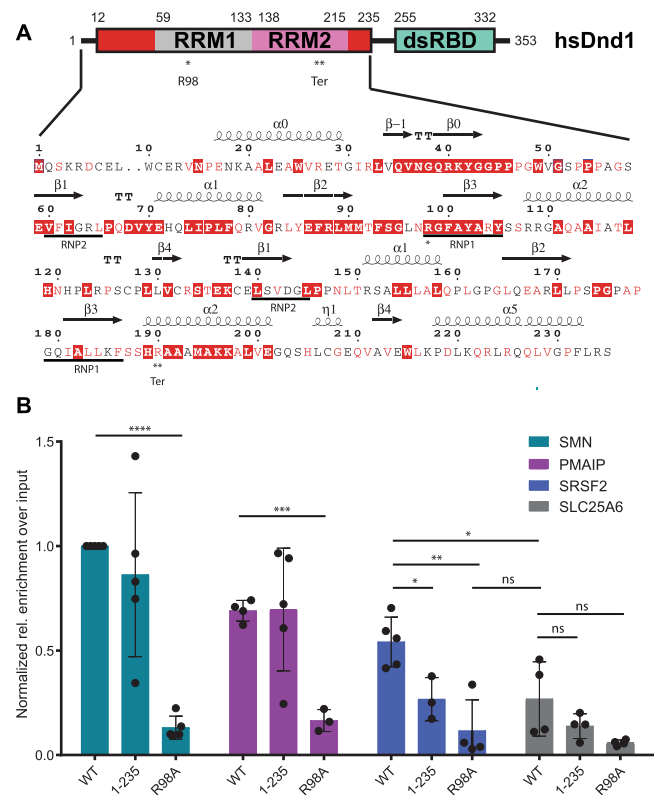 A
12 59 133 138 215 235 255 332
1 RRM1 RRM2 dsRBD 353 hsDnd1
* **
R98 Ter
α0 β-1 TT β0
1 10 20 30 40 50
MQSKRDCEL..WCERVNPENKAALEAWVRETGIRLVQVNGQRKYGGPPPGWVGSPPPAGS
β1 TT α1 β2 β3 α2
60 70 80 90 100 110
EVFIGRLPQDVYEHQLIPLFQRVGRLYEFRLMMTFSGLNRGFAYARYSSRRGAQAAIATL
RNP2 * RNP1
TT β4 TT β1 α1 β2
120 130 140 150 160 170
HNHPLRPSCPLLVCRSTEKCELSVDGLPPNLTRSALLLALQPLGPGLQEARLLPSPGPAP
RNP2
β3 α2 η1 β4 α5
180 190 200 210 220 230
GQIALLKFSSHRAAAMAKKALVEGQSHLCGEQVAVEWLKPDLKQRLRQQLVGPFLRS
RNP1 **
Ter
B
Normalized rel. enrichment over input
1.5
1.0
0.5
0.0
SMN
PMAIP
SRSF2
SLC25A6
****
***
*
**
*
ns
ns
ns
WT 1-235 R98A WT 1-235 R98A WT 1-235 R98A WT 1-235 R98A